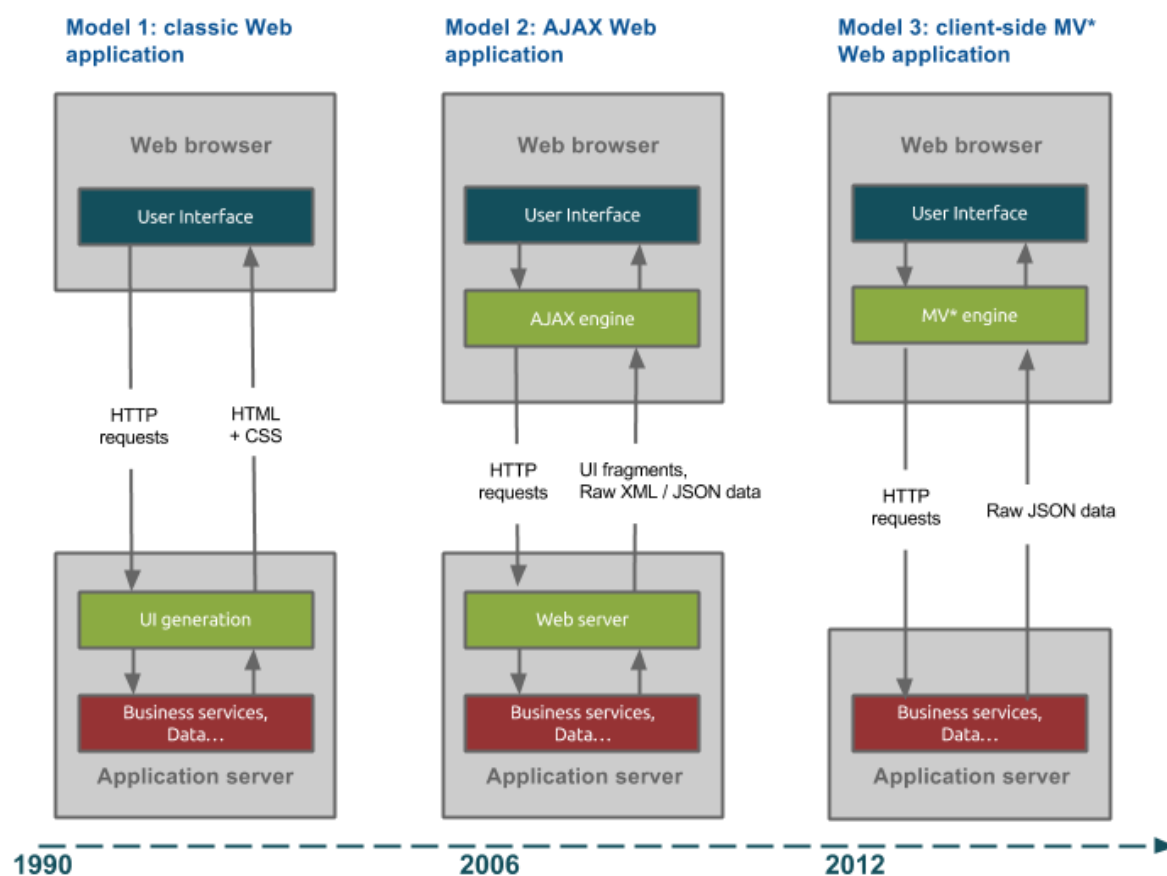 Model 1: classic Web
application
Model 2: AJAX Web
application
Model 3: client-side MV*
Web application
Web browser
User Interface
HTTP
requests
HTML
+ CSS
UI generation
Business services,
Data...
Application server
Web browser
User Interface
AJAX engine
HTTP
requests
UI fragments,
Raw XML / JSON data
Web server
Business services,
Data...
Application server
Web browser
User Interface
MV* engine
HTTP
requests
Raw JSON data
Business services,
Data...
Application server
1990
2006
2012